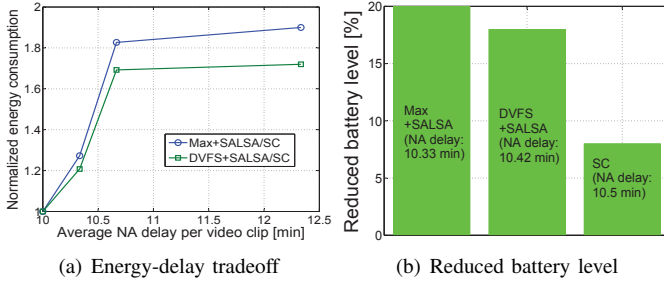 Normalized energy consumption
2
1.8
1.6
1.4
1.2
1
10
10.5
11
11.5
12
12.5
Max+SALSA/SC
DVFS+SALSA/SC
Average NA delay per video clip [min]
(a) Energy-delay tradeoff
Reduced battery level [%]
20
15
10
5
0
Max
+SALSA
(NA delay:
10.33 min)
DVFS
+SALSA
(NA delay:
10.42 min)
SC
(NA delay:
10.5 min)
(b) Reduced battery level